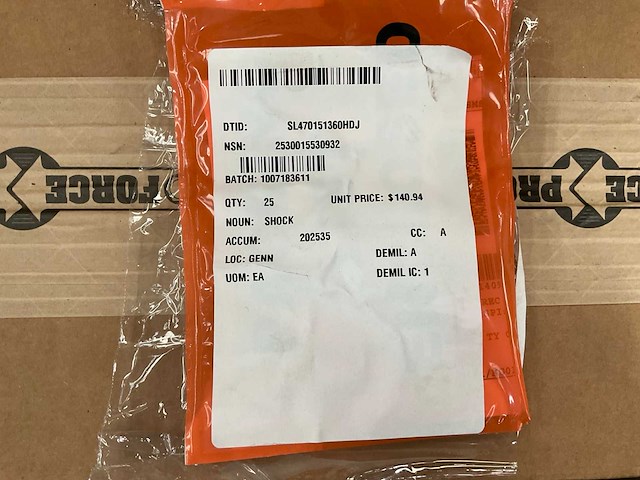 DTID: SL470151360HDJ
NSN: 2530015530932
BATCH: 1007183611
QTY: 25 UNIT PRICE: $140.94
NOUN: SHOCK
ACCUM: 202535 CC: A
LOC: GENN DEMIL: A
UOM: EA DEMIL IC: 1
FORCE
PRO FORCE